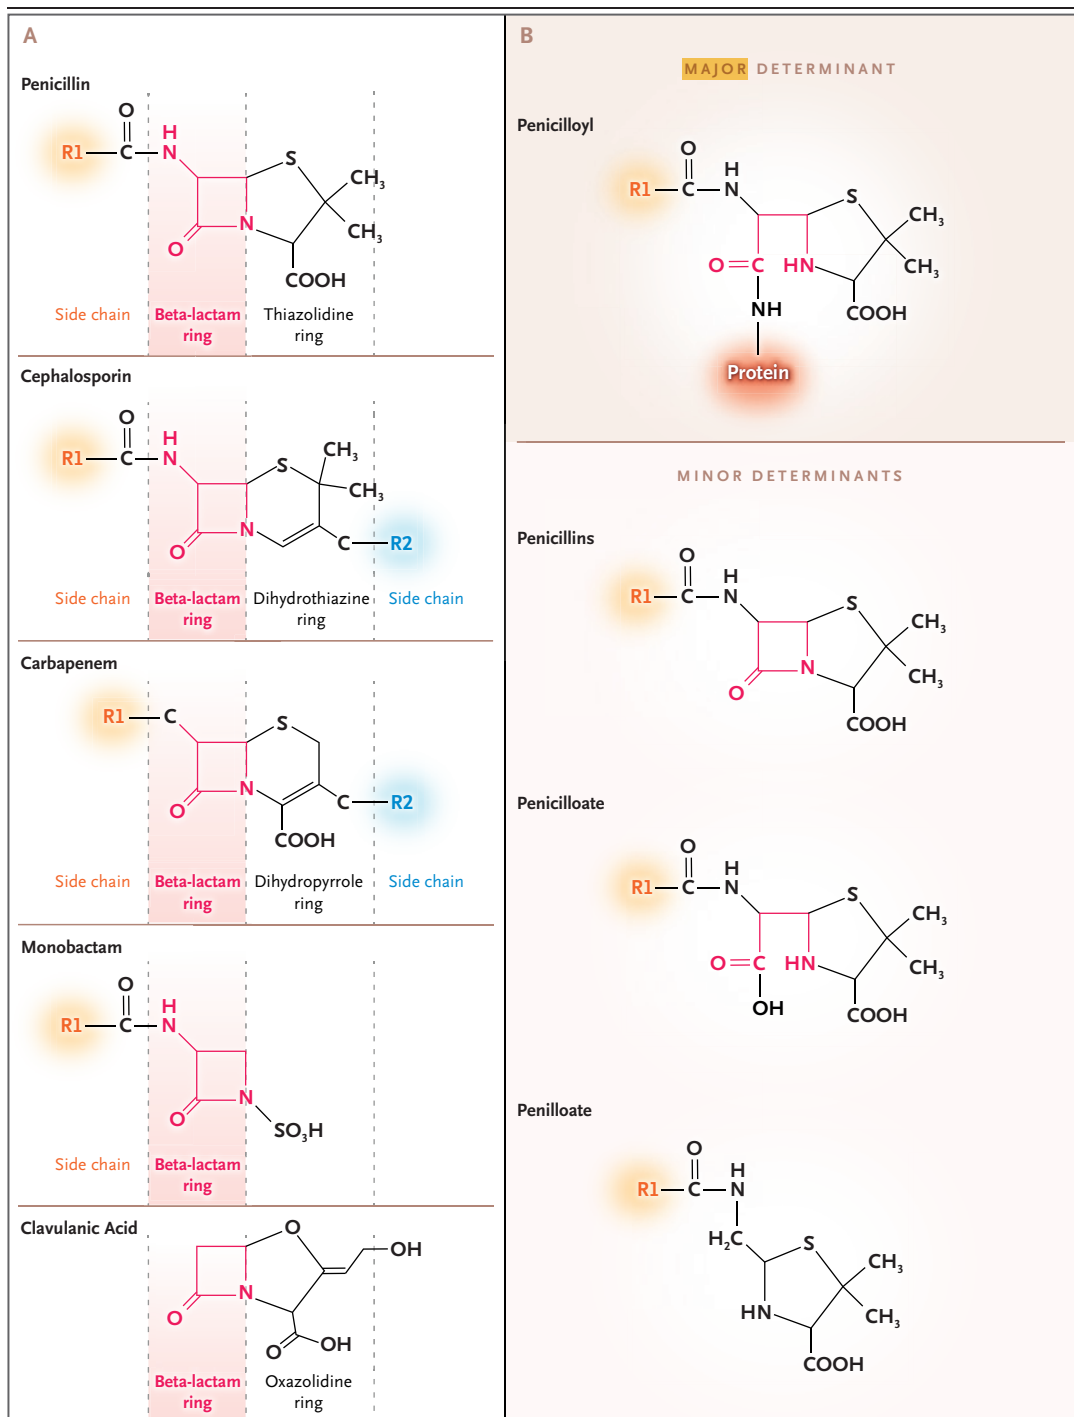 A
Penicillin
O
H
R1 C N
S
CH3
N
CH3
O
COOH
Side chain
Beta-lactam
ring
Thiazolidine
ring
Cephalosporin
O
H
R1 C N
S
CH3
CH3
N
O
C R2
Side chain
Beta-lactam
ring
Dihydrothiazine
ring
Side chain
Carbapenem
R1 C
S
N
O
C R2
COOH
Side chain
Beta-lactam
ring
Dihydropyrrole
ring
Side chain
Monobactam
O
H
R1 C N
N
O
SO3H
Side chain
Beta-lactam
ring
Clavulanic Acid
O
OH
N
O
OH
O
Beta-lactam
ring
Oxazolidine
ring
B
MAJOR DETERMINANT
Penicilloyl
O
H
R1 C N
S
CH3
O C HN
CH3
NH
COOH
Protein
MINOR DETERMINANTS
Penicillins
O
H
R1 C N
S
CH3
N
CH3
O
COOH
Penicilloate
O
H
R1 C N
S
CH3
O C HN
CH3
OH
COOH
Penilloate
O
H
R1 C N
H2C
S
CH3
HN
CH3
COOH